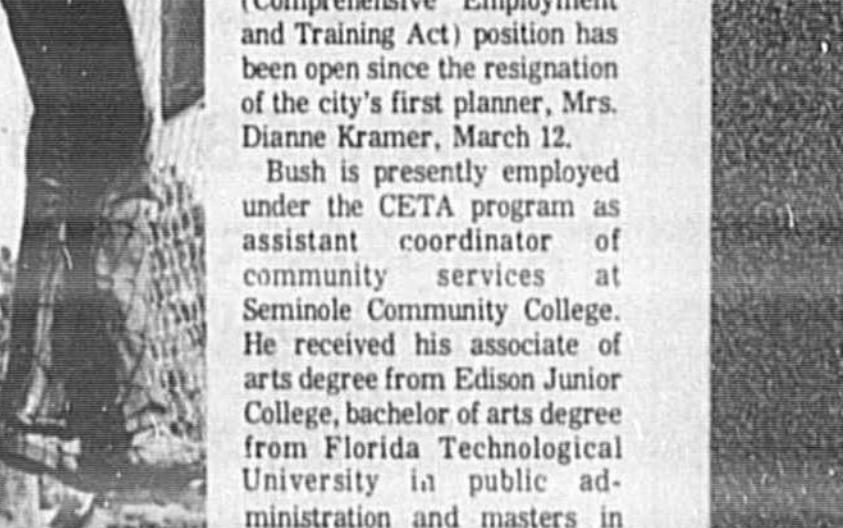 (Comprehensive Employment
and Training Act) position has
been open since the resignation
of the city's first planner, Mrs.
Dianne Kramer, March 12.
Bush is presently employed
under the CETA program as
assistant coordinator of
community services at
Seminole Community College.
He received his associate of
arts degree from Edison Junior
College, bachelor of arts degree
from Florida Technological
University in public ad-
ministration and masters in